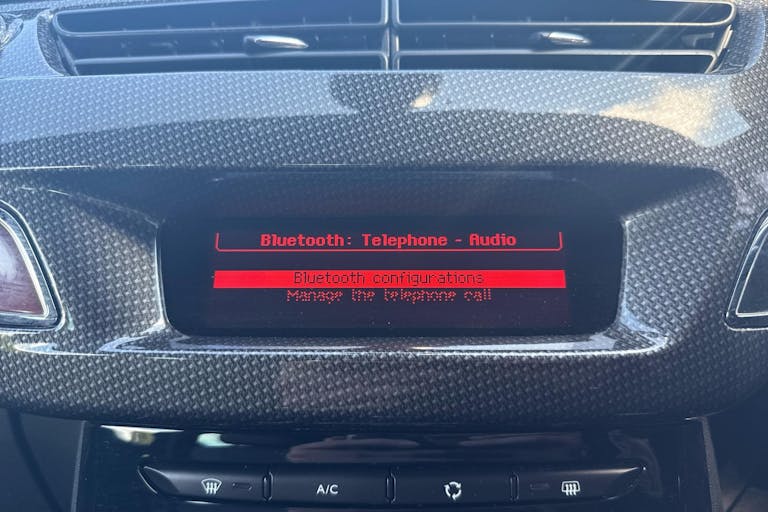 Bluetooth: Telephone - Audio
Bluetooth configurations
Manage the telephone call
A/C